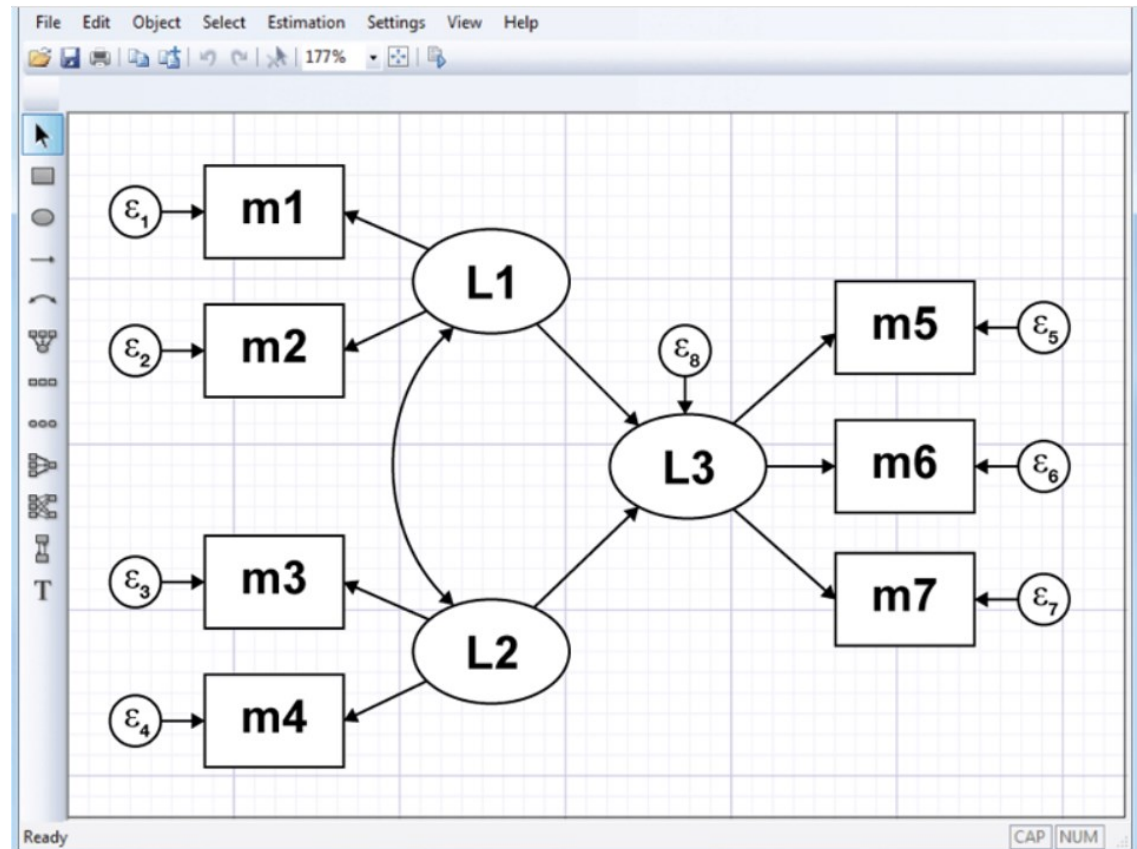 File Edit Object Select Estimation Settings View Help
177%
ε1 m1
L1
ε2 m2
m5 ε5
ε8
L3
m6 ε6
ε3 m3
m7 ε7
L2
ε4 m4
T
Ready CAP NUM